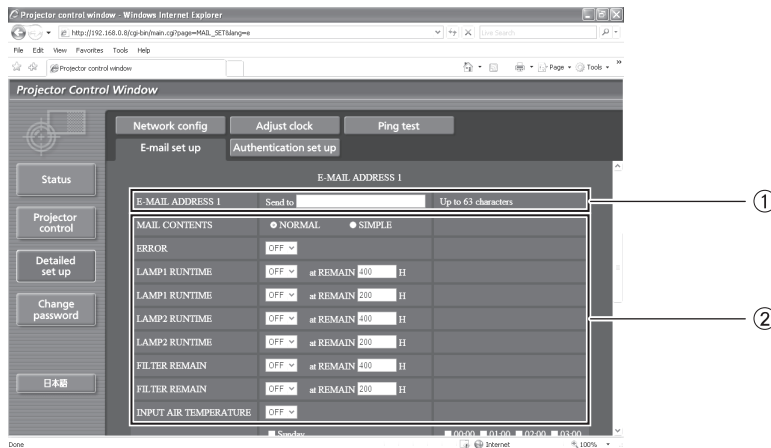 Projector control window - Windows Internet Explorer
http://192.168.0.8/cgi-bin/main.cgi?page=MAIL_SET&lang=e
Live Search
File Edit View Favorites Tools Help
Projector control window
Page Tools
Projector Control Window
Network config Adjust clock Ping test
E-mail set up Authentication set up
Status
Projector control
Detailed set up
Change password
日本語
E-MAIL ADDRESS 1
E-MAIL ADDRESS 1 Send to Up to 63 characters
MAIL CONTENTS NORMAL SIMPLE
ERROR OFF
LAMP1 RUNTIME OFF at REMAIN 400 H
LAMP1 RUNTIME OFF at REMAIN 200 H
LAMP2 RUNTIME OFF at REMAIN 400 H
LAMP2 RUNTIME OFF at REMAIN 200 H
FILTER REMAIN OFF at REMAIN 400 H
FILTER REMAIN OFF at REMAIN 200 H
INPUT AIR TEMPERATURE OFF
Sunday 00:00 01:00 02:00 03:00
Done Internet 100%
1
2